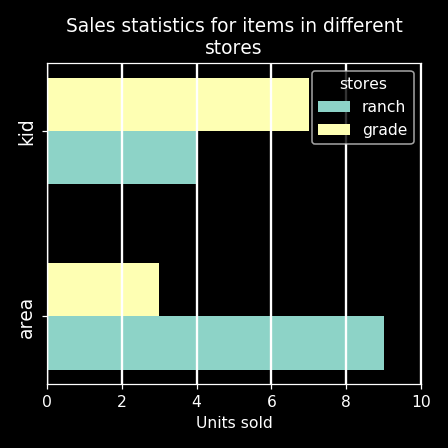 Sales statistics for items in different
stores
stores
ranch
grade
kid
area
0 2 4 6 8 10
Units sold